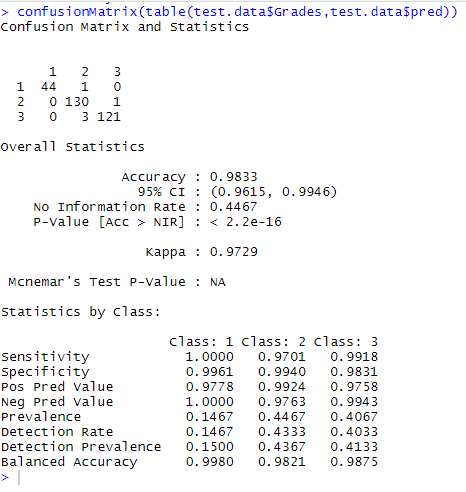 > confusionMatrix(table(test.data$Grades,test.data$pred))
Confusion Matrix and Statistics
1 2 3
1 44 1 0
2 0 130 1
3 0 3 121
Overall Statistics
Accuracy : 0.9833
95% CI : (0.9615, 0.9946)
No Information Rate : 0.4467
P-Value [Acc > NIR] : < 2.2e-16
Kappa : 0.9729
Mcnemar's Test P-Value : NA
Statistics by Class:
Class: 1 Class: 2 Class: 3
Sensitivity 1.0000 0.9701 0.9918
Specificity 0.9961 0.9940 0.9831
Pos Pred Value 0.9778 0.9924 0.9758
Neg Pred Value 1.0000 0.9763 0.9943
Prevalence 0.1467 0.4467 0.4067
Detection Rate 0.1467 0.4333 0.4033
Detection Prevalence 0.1500 0.4367 0.4133
Balanced Accuracy 0.9980 0.9821 0.9875
>